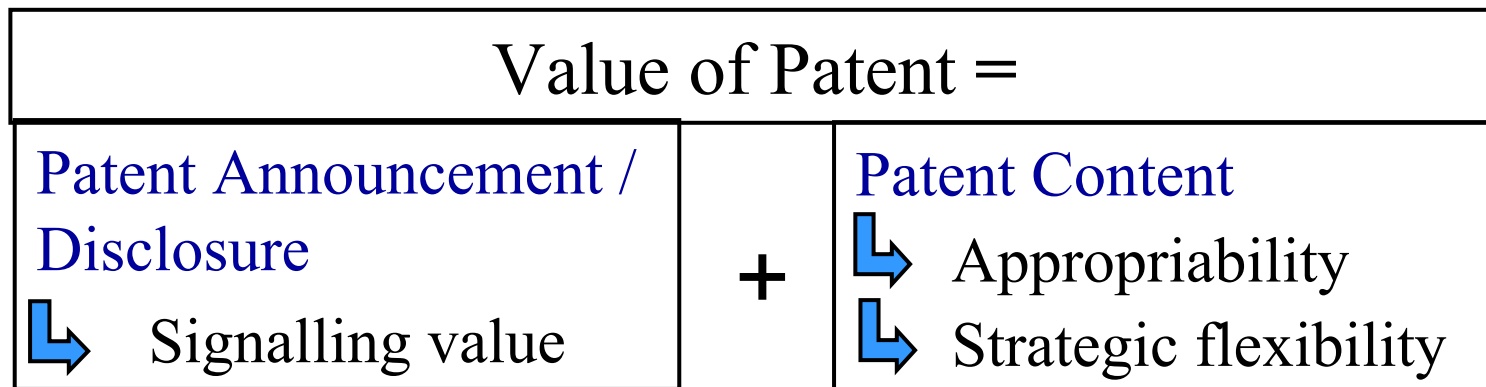 Value of Patent =
Patent Announcement /
Disclosure
Signalling value
+
Patent Content
Appropriability
Strategic flexibility